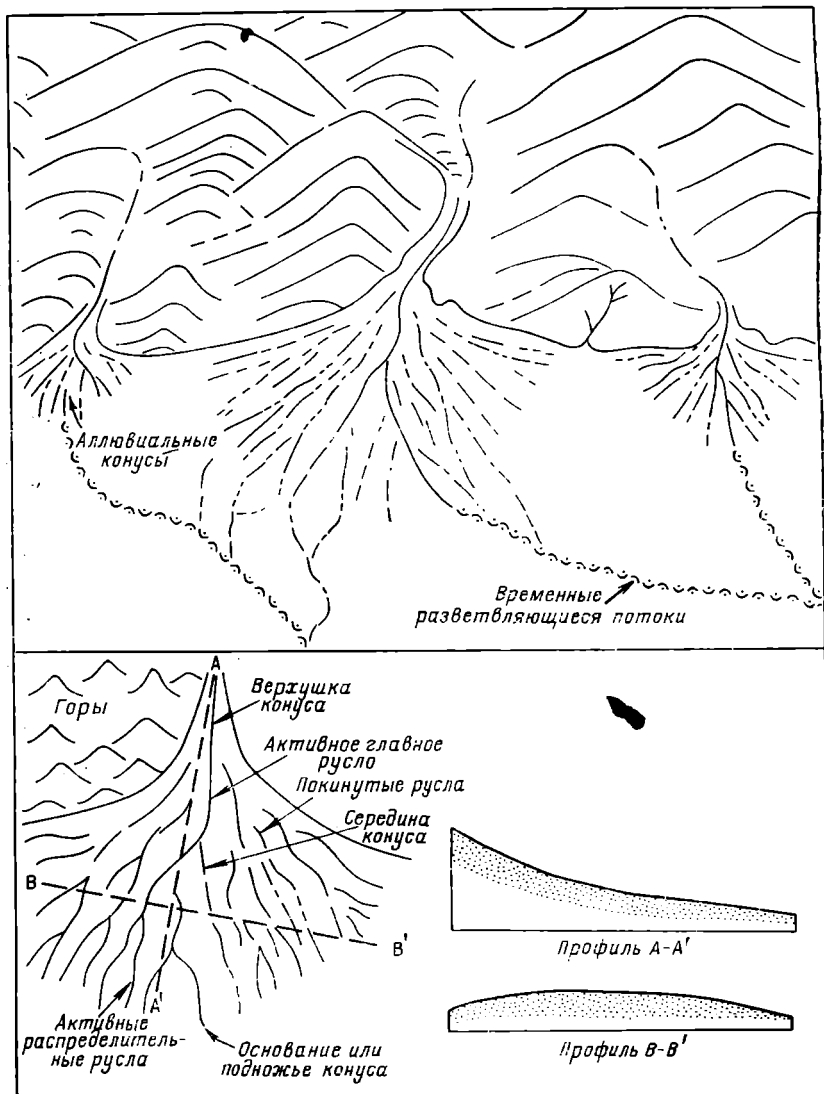 Аллювиальные
конусы
Временные
разветвляющиеся потоки
А
Горы
Верхушка
конуса
Активное главное
русло
Покинутые русла
Середина
конуса
В
В'
А'
Активные
распределитель-
ные русла
Основание или
подножье конуса
Профиль А-А'
Профиль В-В'